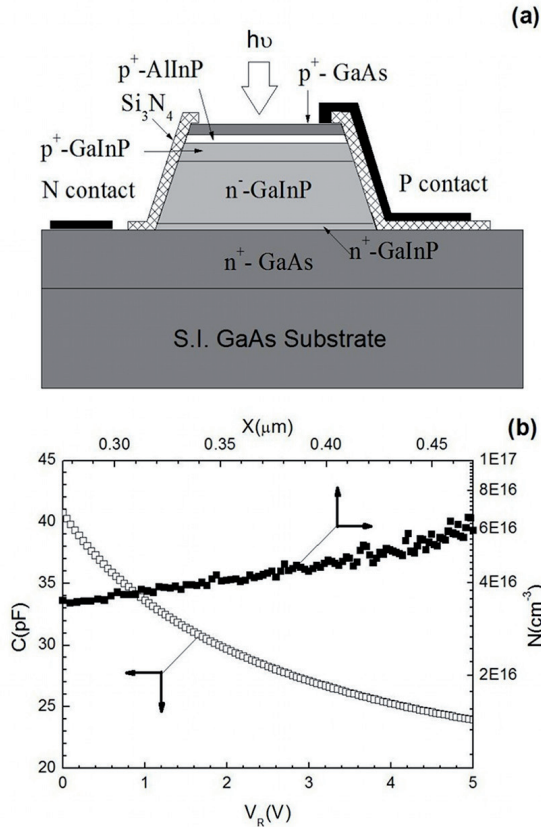 (a)
hυ
p⁺-AlInP
p⁺- GaAs
Si₃N₄
p⁺-GaInP
N contact
n⁻-GaInP
P contact
n⁺- GaAs
n⁺-GaInP
S.I. GaAs Substrate
(b)
X(μm)
0.30 0.35 0.40 0.45
45 1E17
40 8E16
6E16
35 4E16
C(pF)
N(cm⁻³)
30
25 2E16
20
0 1 2 3 4 5
V_R(V)